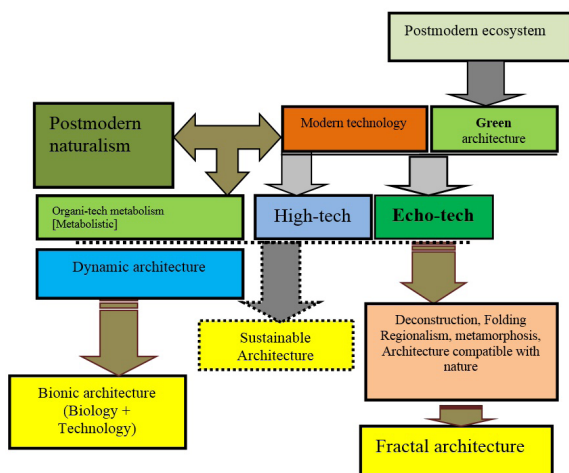 Postmodern ecosystem
Postmodern
naturalism
Modern technology
Green
architecture
Organi-tech metabolism
[Metabolistic]
High-tech
Echo-tech
Dynamic architecture
Sustainable
Architecture
Deconstruction, Folding
Regionalism, metamorphosis,
Architecture compatible with
nature
Bionic architecture
(Biology +
Technology)
Fractal architecture